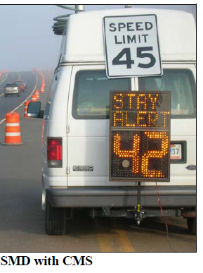 SPEED
LIMIT
45
STAY
ALERT
42
SMD with CMS